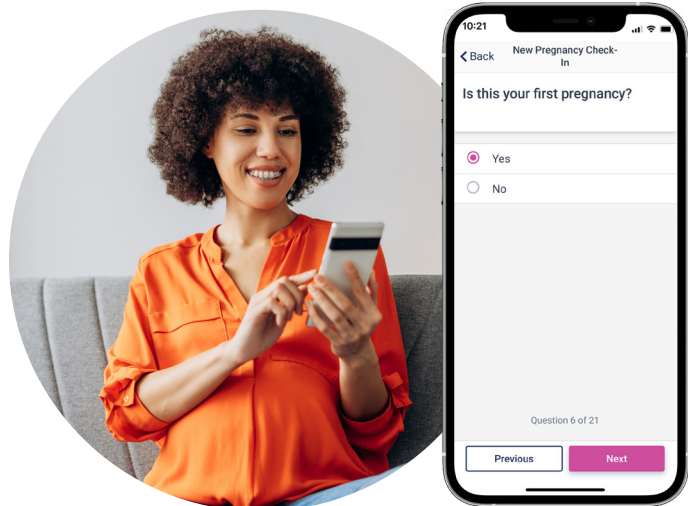 10:21
Back
New Pregnancy Check-
In
Is this your first pregnancy?
Yes
No
Question 6 of 21
Previous
Next